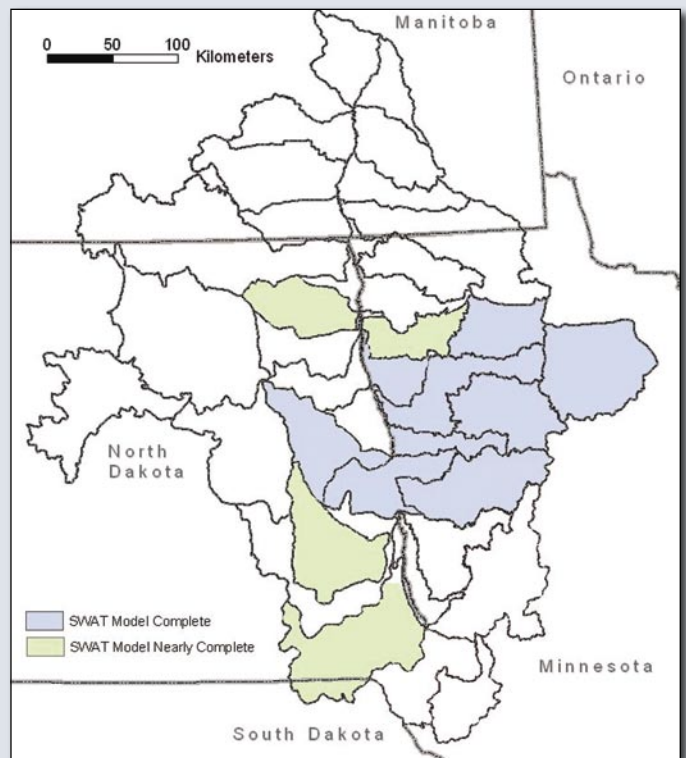 Manitoba
0 50 100
Kilometers
Ontario
North
Dakota
SWAT Model Complete
SWAT Model Nearly Complete
Minnesota
South Dakota